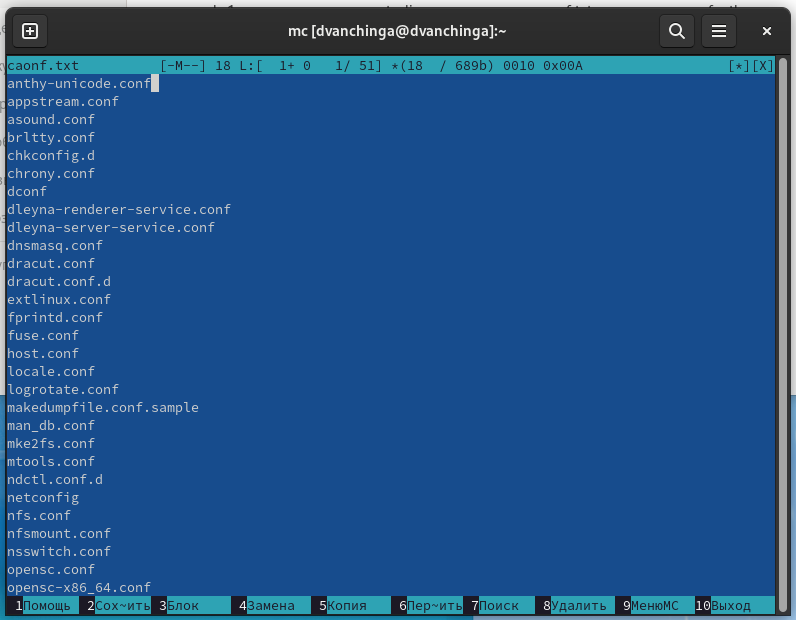 mc [dvanchinga@dvanchinga]:~
caonf.txt [-M--] 18 L:[ 1+ 0 1/ 51] *(18 / 689b) 0010 0x00A [*][X]
anthy-unicode.conf
appstream.conf
asound.conf
brltty.conf
chkconfig.d
chrony.conf
dconf
dleyna-renderer-service.conf
dleyna-server-service.conf
dnsmasq.conf
dracut.conf
dracut.conf.d
extlinux.conf
fprintd.conf
fuse.conf
host.conf
locale.conf
logrotate.conf
makedumpfile.conf.sample
man_db.conf
mke2fs.conf
mtools.conf
ndctl.conf.d
netconfig
nfs.conf
nfsmount.conf
nsswitch.conf
opensc.conf
opensc-x86_64.conf
1Помощь 2Сох~ить 3Блок 4Замена 5Копия 6Пер~ить 7Поиск 8Удалить 9МенюМС 10Выход